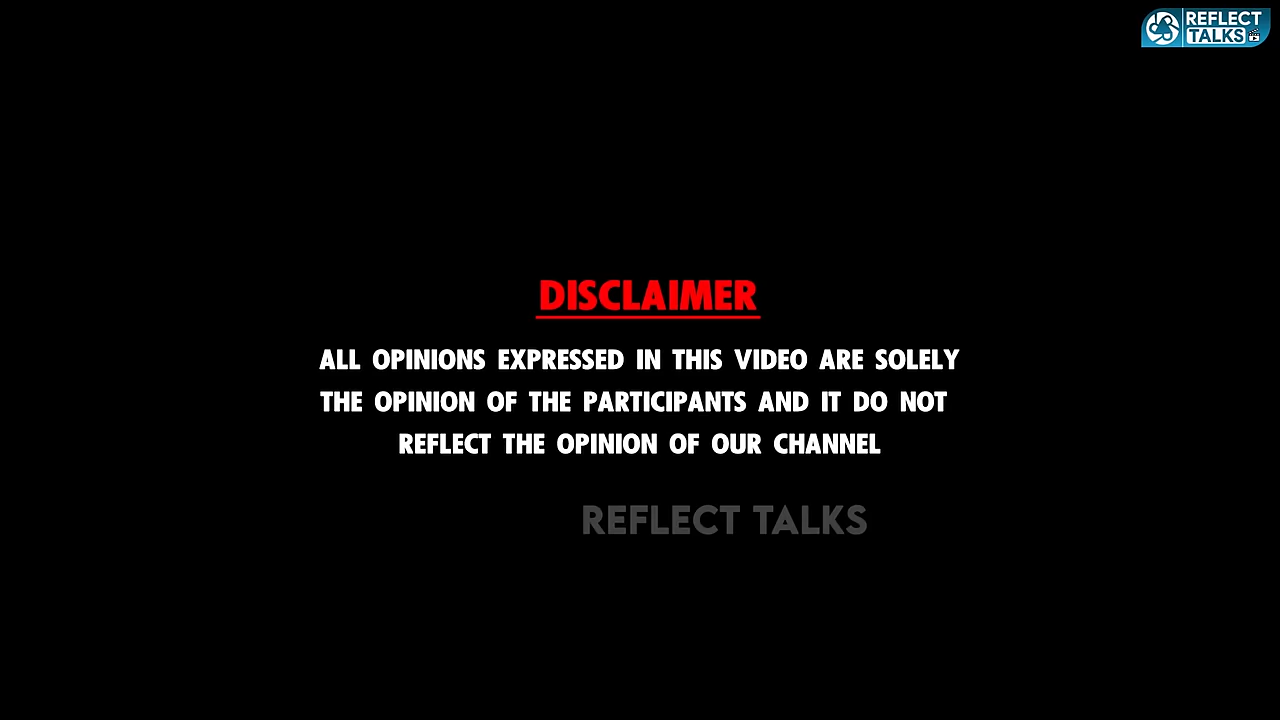 REFLECT
TALKS
DISCLAIMER
ALL OPINIONS EXPRESSED IN THIS VIDEO ARE SOLELY
THE OPINION OF THE PARTICIPANTS AND IT DO NOT
REFLECT THE OPINION OF OUR CHANNEL
REFLECT TALKS